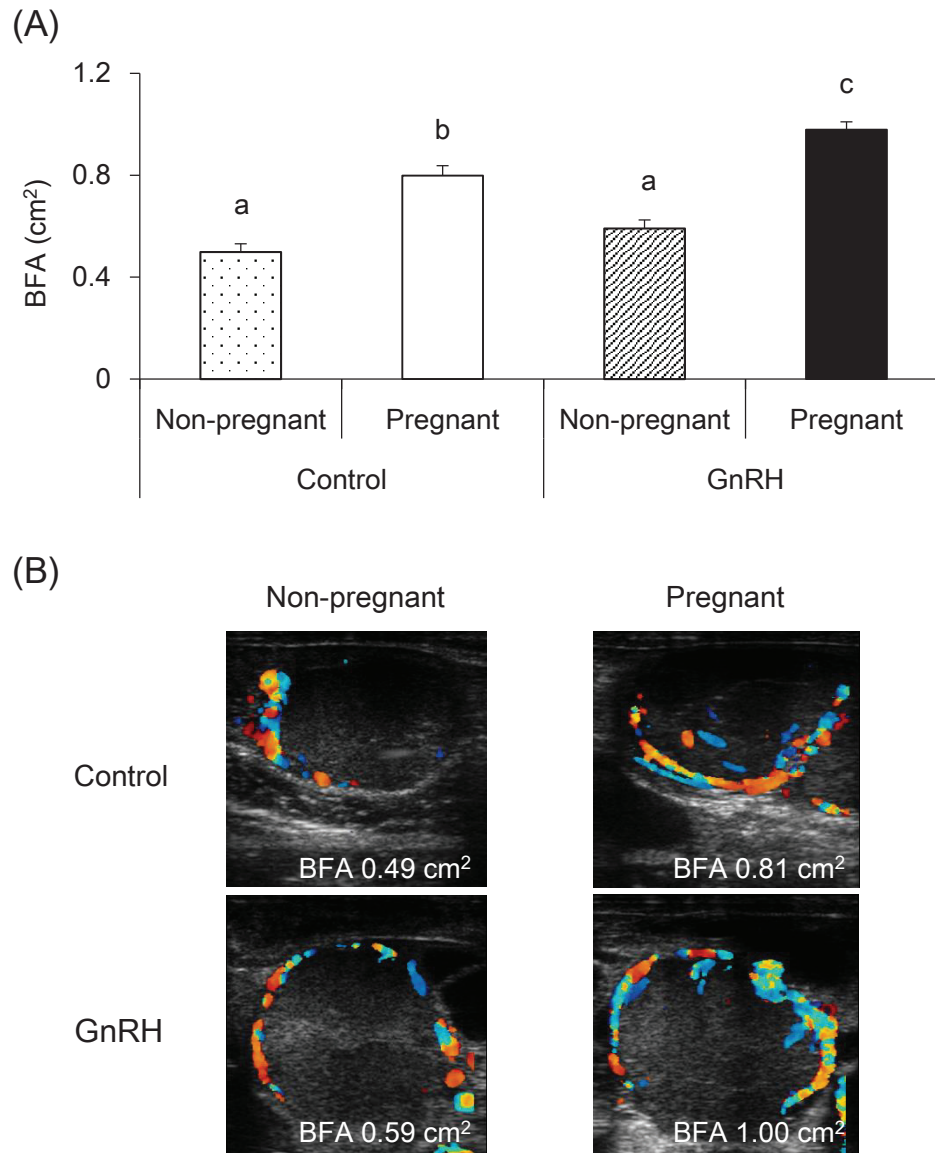 (A)
1.2
0.8
0.4
0
BFA (cm²)
a
b
a
c
Non-pregnant Pregnant Non-pregnant Pregnant
Control GnRH
(B)
Non-pregnant Pregnant
Control
BFA 0.49 cm² BFA 0.81 cm²
GnRH
BFA 0.59 cm² BFA 1.00 cm²